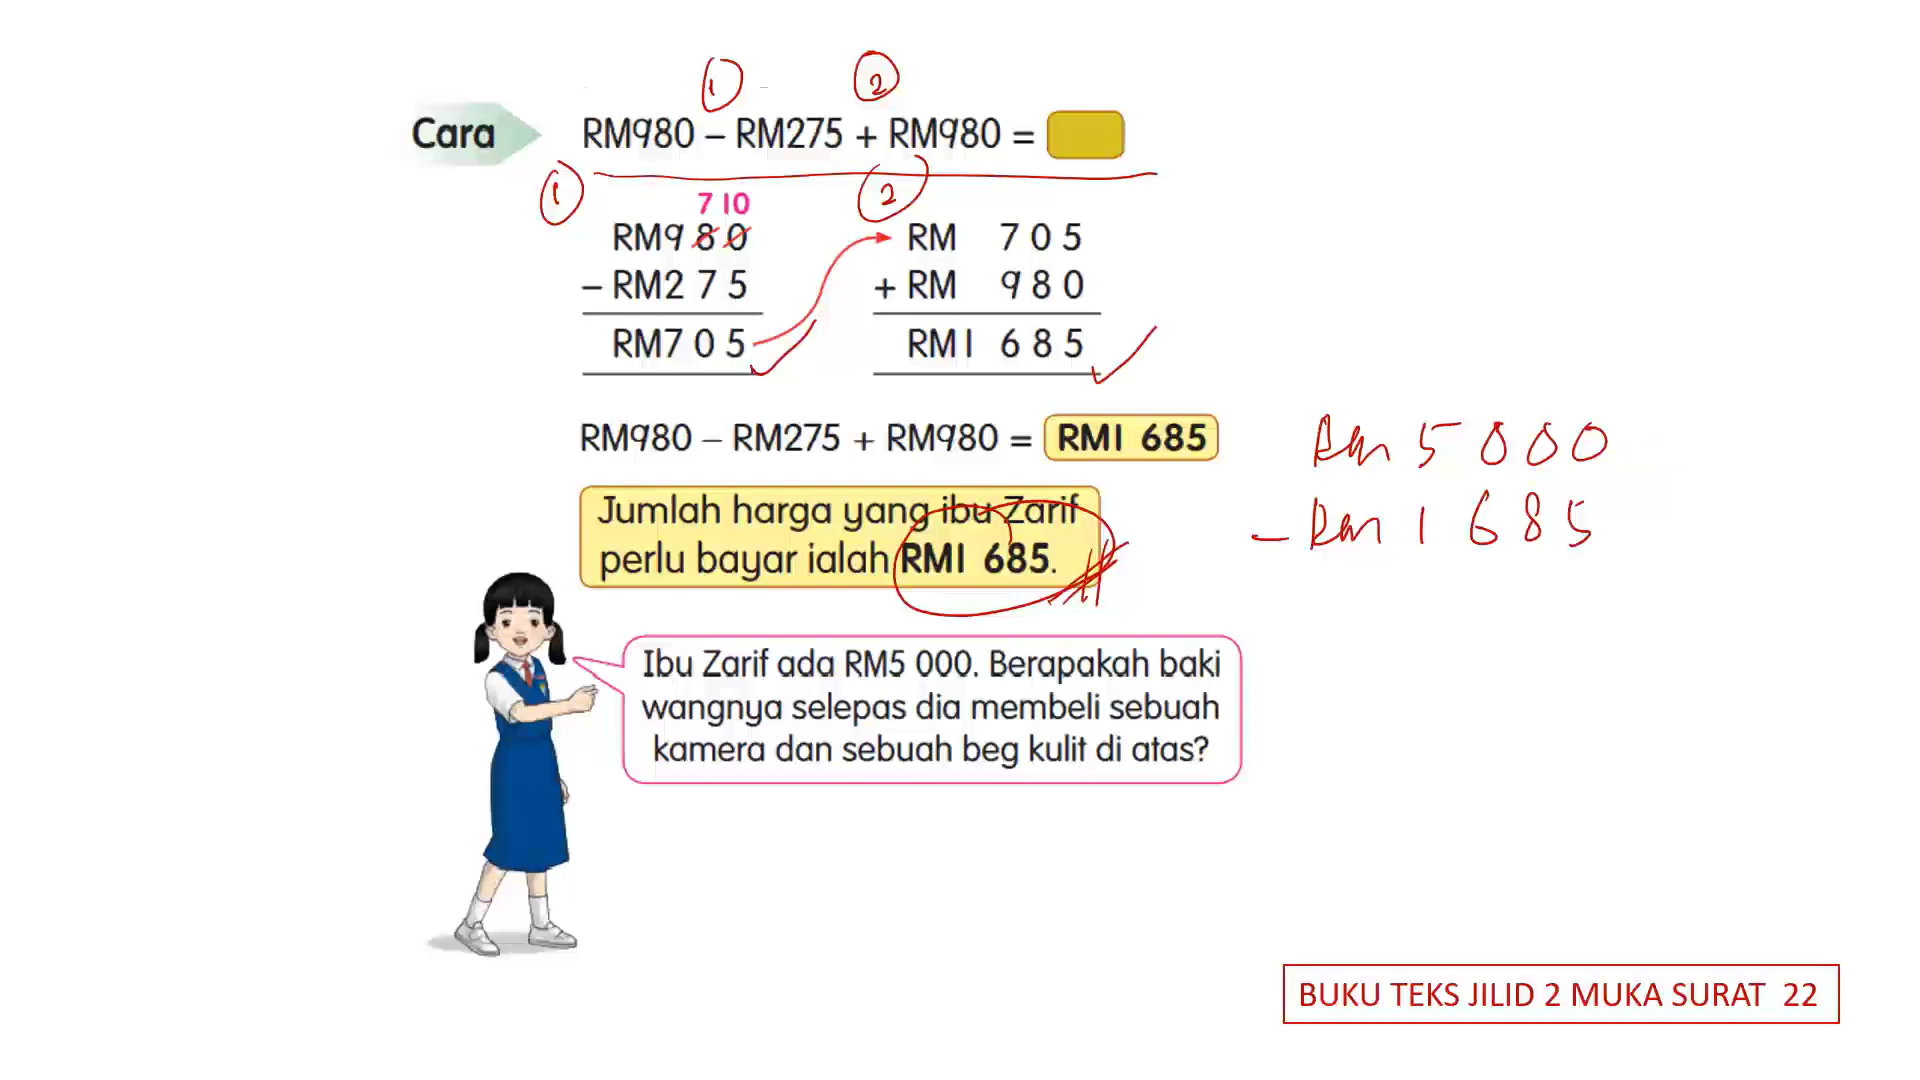 1 2
Cara RM980 – RM275 + RM980 =
1 2
7 10
RM9 8 0 RM 7 0 5
– RM2 7 5 + RM 9 8 0
RM7 0 5 RM1 6 8 5
RM980 – RM275 + RM980 = RM1 685
Jumlah harga yang ibu Zarif
perlu bayar ialah RM1 685.
Rm 5 0 0 0
– Rm 1 6 8 5
Ibu Zarif ada RM5 000. Berapakah baki
wangnya selepas dia membeli sebuah
kamera dan sebuah beg kulit di atas?
BUKU TEKS JILID 2 MUKA SURAT 22